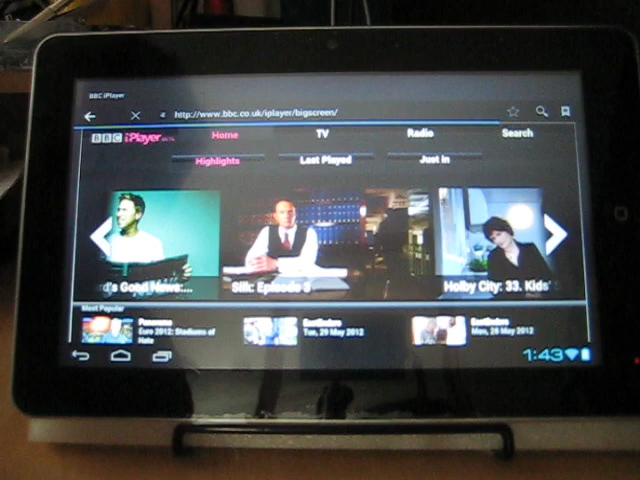 BBC iPlayer
http://www.bbc.co.uk/iplayer/bigscreen/
BBC iPlayer BETA Home TV Radio Search
Highlights Last Played Just In
d's Good News:... Silk: Episode 3 Holby City: 33. Kids'
Most Popular
Panorama EastEnders EastEnders
Euro 2012: Stadiums of Tue, 29 May 2012 Mon, 28 May 2012
Hate
1:43